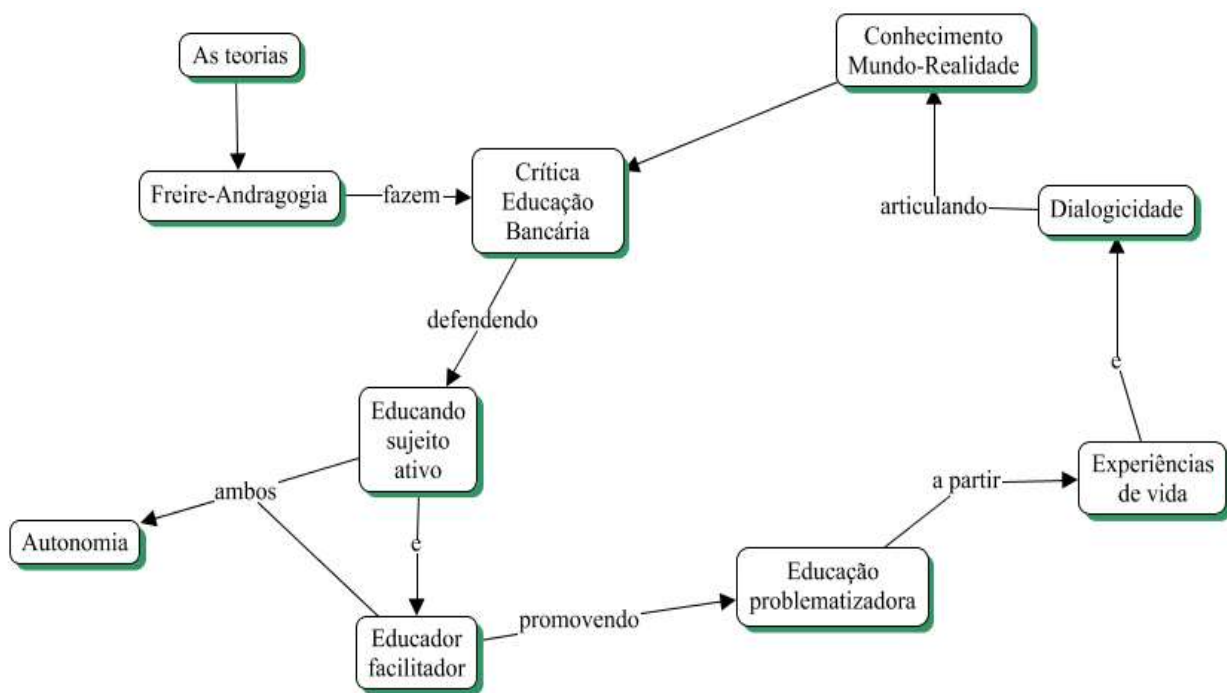 As teorias
Freire-Andragogia
fazem
Crítica
Educação
Bancária
defendendo
Educando
sujeito
ativo
ambos
Autonomia
e
Educador
facilitador
promovendo
Educação
problematizadora
a partir
Experiências
de vida
e
Dialogicidade
articulando
Conhecimento
Mundo-Realidade